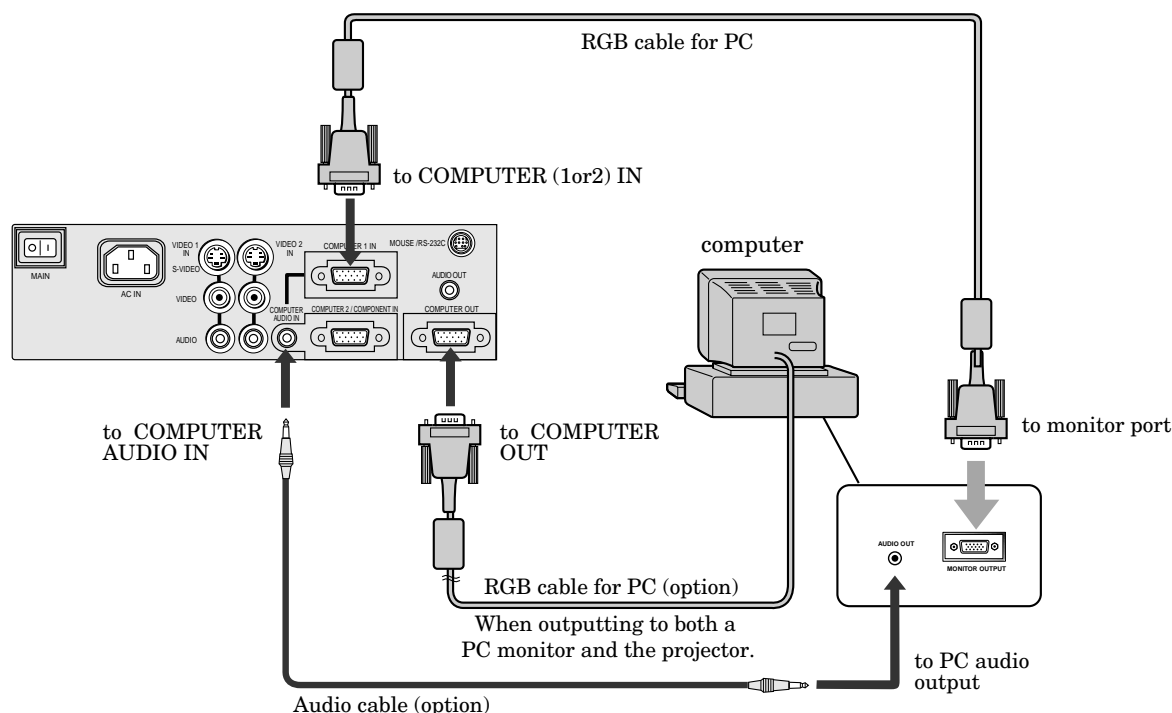 RGB cable for PC
to COMPUTER (1or2) IN
MAIN
AC IN
VIDEO 1
IN
S-VIDEO
VIDEO
AUDIO
VIDEO 2
IN
COMPUTER 1 IN
MOUSE /RS-232C
AUDIO OUT
COMPUTER
AUDIO IN
COMPUTER 2 / COMPONENT IN
COMPUTER OUT
computer
to COMPUTER
AUDIO IN
to COMPUTER
OUT
to monitor port
AUDIO OUT
MONITOR OUTPUT
RGB cable for PC (option)
When outputting to both a
PC monitor and the projector.
to PC audio
output
Audio cable (option)